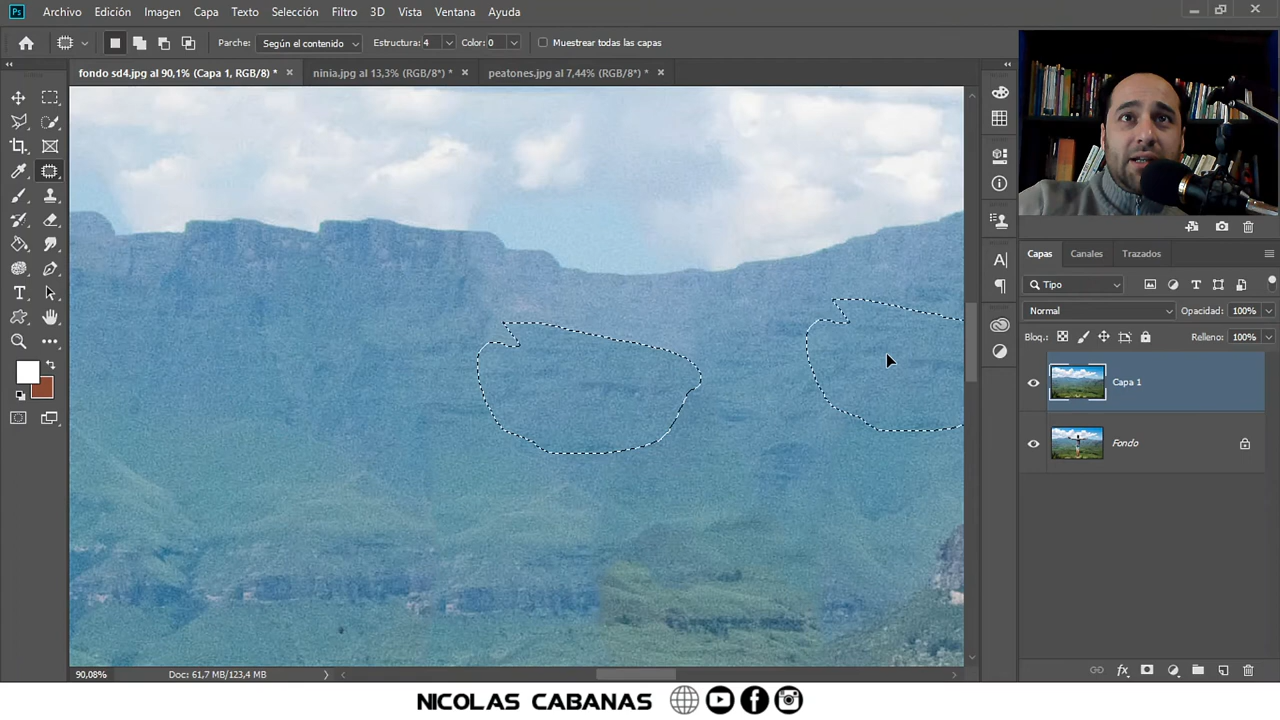 Ps Archivo Edición Imagen Capa Texto Selección Filtro 3D Vista Ventana Ayuda
Parche: Según el contenido Estructura: 4 Color: 0 Muestrear todas las capas
fondo sd4.jpg al 90,1% (Capa 1, RGB/8) * ninia.jpg al 13,3% (RGB/8*) * peatones.jpg al 7,44% (RGB/8*) *
Capas Canales Trazados
Tipo
Normal Opacidad: 100%
Bloq.: Relleno: 100%
Capa 1
Fondo
90,08% Doc: 61,7 MB/123,4 MB
NICOLAS CABANAS